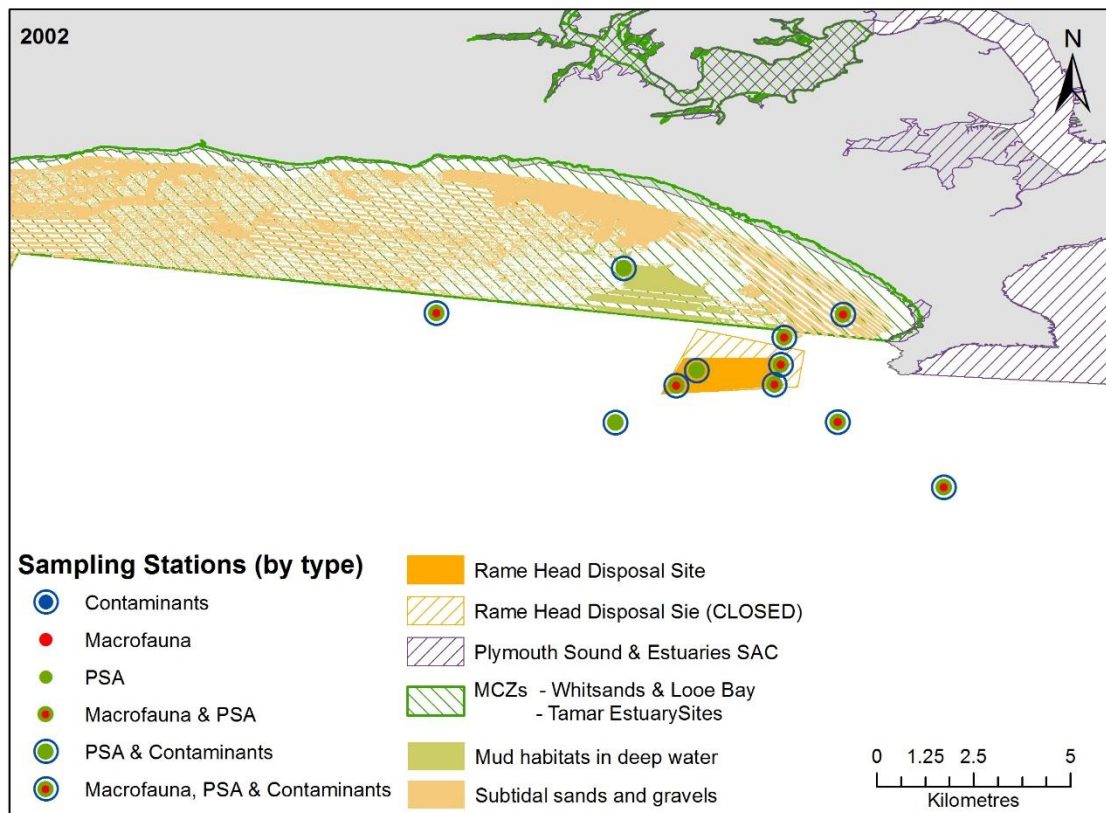 2002
N
Sampling Stations (by type)
Contaminants
Macrofauna
PSA
Macrofauna & PSA
PSA & Contaminants
Macrofauna, PSA & Contaminants
Rame Head Disposal Site
Rame Head Disposal Sie (CLOSED)
Plymouth Sound & Estuaries SAC
MCZs - Whitsands & Looe Bay
- Tamar EstuarySites
Mud habitats in deep water
Subtidal sands and gravels
0 1.25 2.5 5
Kilometres